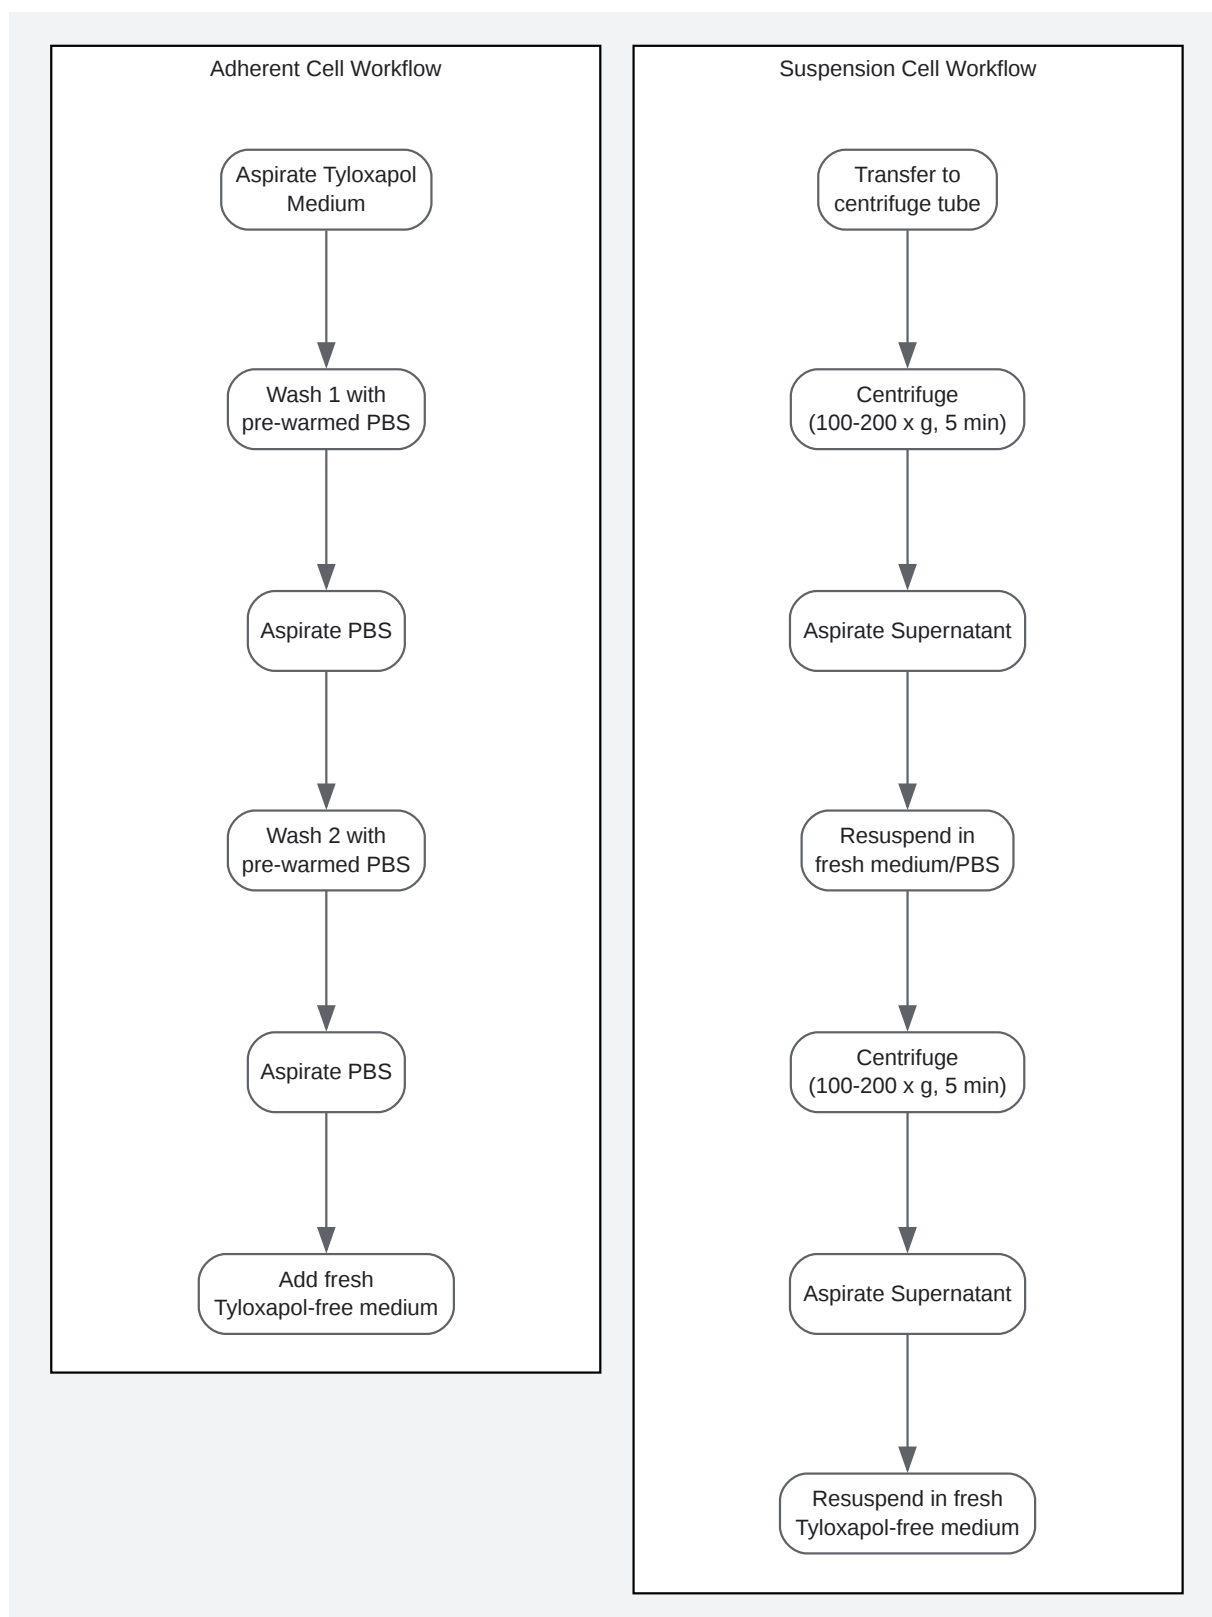 Adherent Cell Workflow
Aspirate Tyloxapol
Medium
Wash 1 with
pre-warmed PBS
Aspirate PBS
Wash 2 with
pre-warmed PBS
Aspirate PBS
Add fresh
Tyloxapol-free medium
Suspension Cell Workflow
Transfer to
centrifuge tube
Centrifuge
(100-200 x g, 5 min)
Aspirate Supernatant
Resuspend in
fresh medium/PBS
Centrifuge
(100-200 x g, 5 min)
Aspirate Supernatant
Resuspend in fresh
Tyloxapol-free medium